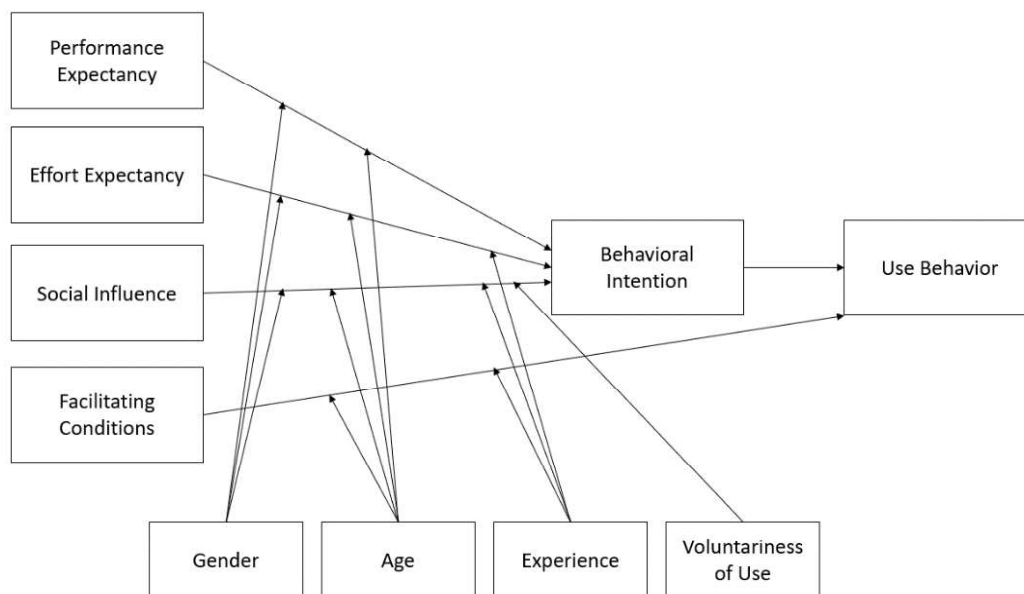 Performance
Expectancy
Effort Expectancy
Social Influence
Facilitating
Conditions
Behavioral
Intention
Use Behavior
Gender
Age
Experience
Voluntariness
of Use